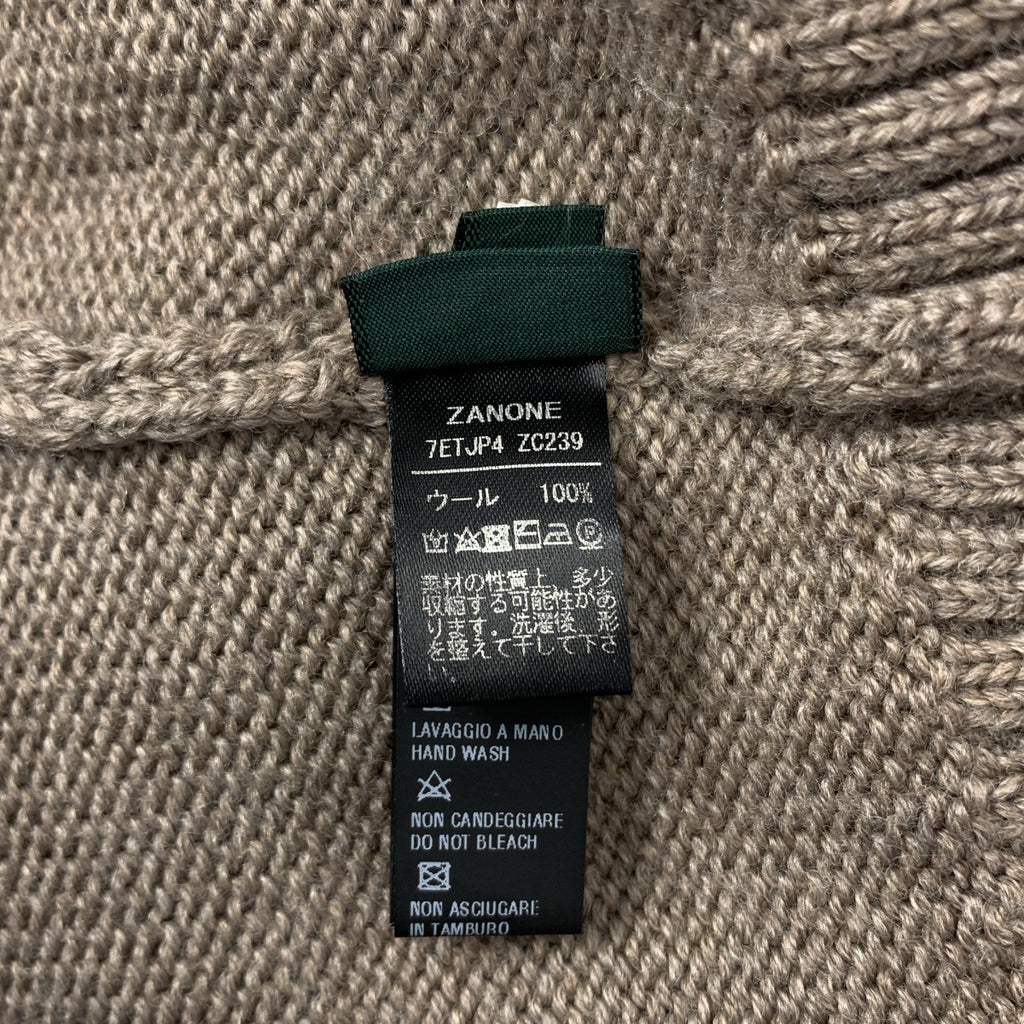 ZANONE
7ETJP4 ZC239
ウール 100%
素材の性質上、多少
収縮する可能性があ
ります。洗濯後、形
を整えて干して下さ
い。
LAVAGGIO A MANO
HAND WASH
NON CANDEGGIARE
DO NOT BLEACH
NON ASCIUGARE
IN TAMBURO